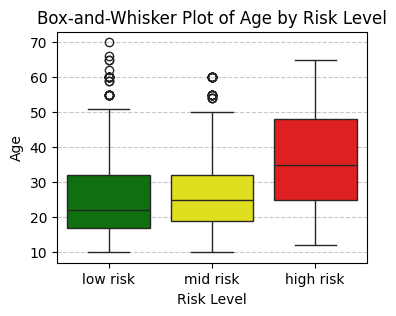 Box-and-Whisker Plot of Age by Risk Level
70
60
50
40
30
20
10
Age
low risk
mid risk
high risk
Risk Level